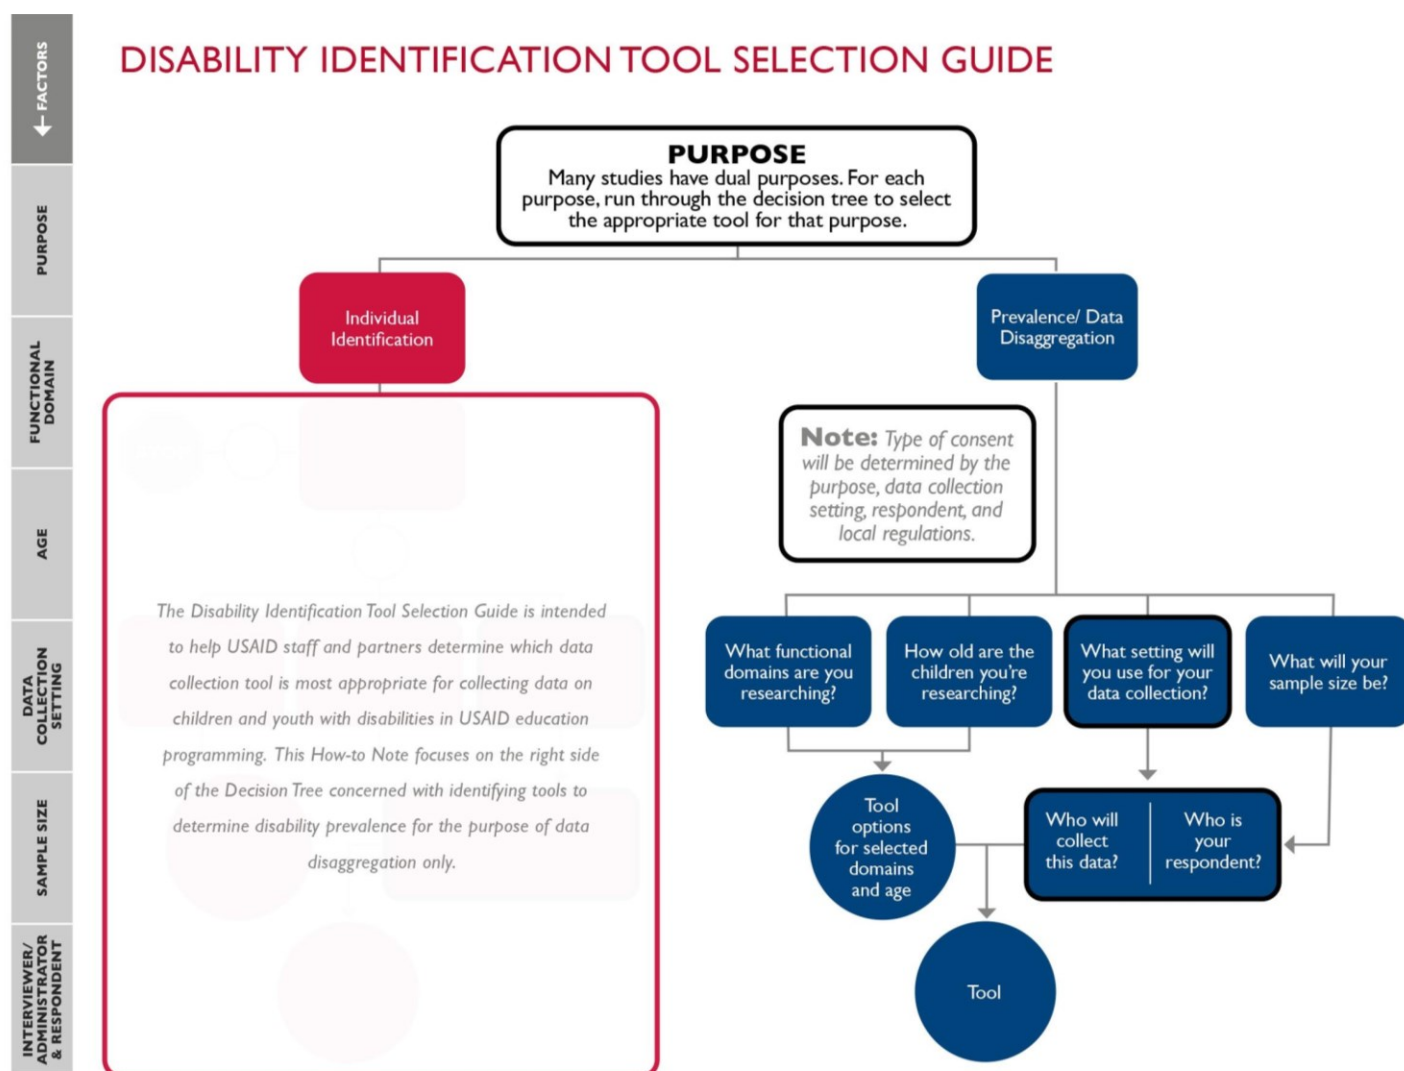 DISABILITY IDENTIFICATION TOOL SELECTION GUIDE
FACTORS
PURPOSE
FUNCTIONAL
DOMAIN
AGE
DATA
COLLECTION
SETTING
SAMPLE SIZE
INTERVIEWER/
ADMINISTRATOR
& RESPONDENT
PURPOSE
Many studies have dual purposes. For each
purpose, run through the decision tree to select
the appropriate tool for that purpose.
Individual
Identification
Prevalence/ Data
Disaggregation
The Disability Identification Tool Selection Guide is intended
to help USAID staff and partners determine which data
collection tool is most appropriate for collecting data on
children and youth with disabilities in USAID education
programming. This How-to Note focuses on the right side
of the Decision Tree concerned with identifying tools to
determine disability prevalence for the purpose of data
disaggregation only.
Note: Type of consent
will be determined by the
purpose, data collection
setting, respondent, and
local regulations.
What functional
domains are you
researching?
How old are the
children you're
researching?
What setting will
you use for your
data collection?
What will your
sample size be?
Tool
options
for selected
domains
and age
Who will
collect
this data?
Who is
your
respondent?
Tool